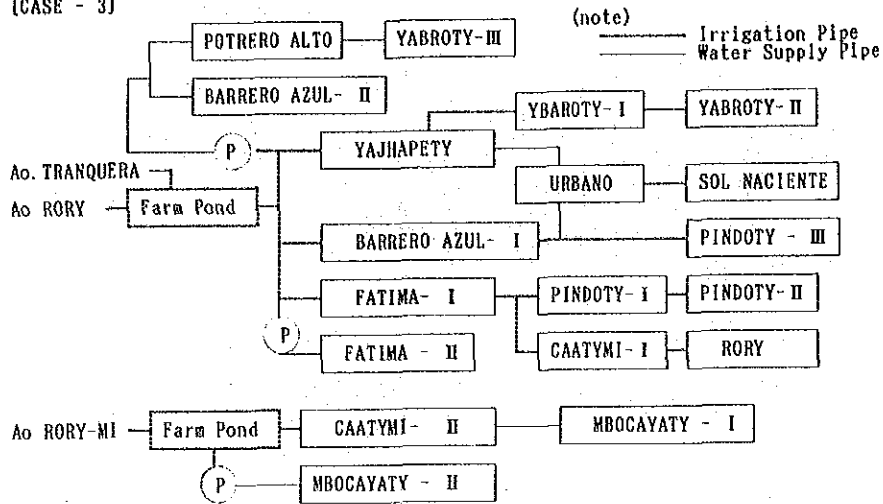 [CASE - 3]
(note)
Irrigation Pipe
Water Supply Pipe
POTRERO ALTO
YABROTY-III
BARRERO AZUL- II
YBAROTY-I
YABROTY-II
P
YAJHAPETY
Ao. TRANQUERA
URBANO
SOL NACIENTE
Ao RORY
Farm Pond
BARRERO AZUL- I
PINDOTY - III
FATIMA- I
PINDOTY-I
PINDOTY-II
P
FATIMA - II
CAATYMI-I
RORY
Ao RORY-MI
Farm Pond
CAATYMI- II
MBOCAYATY - I
P
MBOCAYATY - II